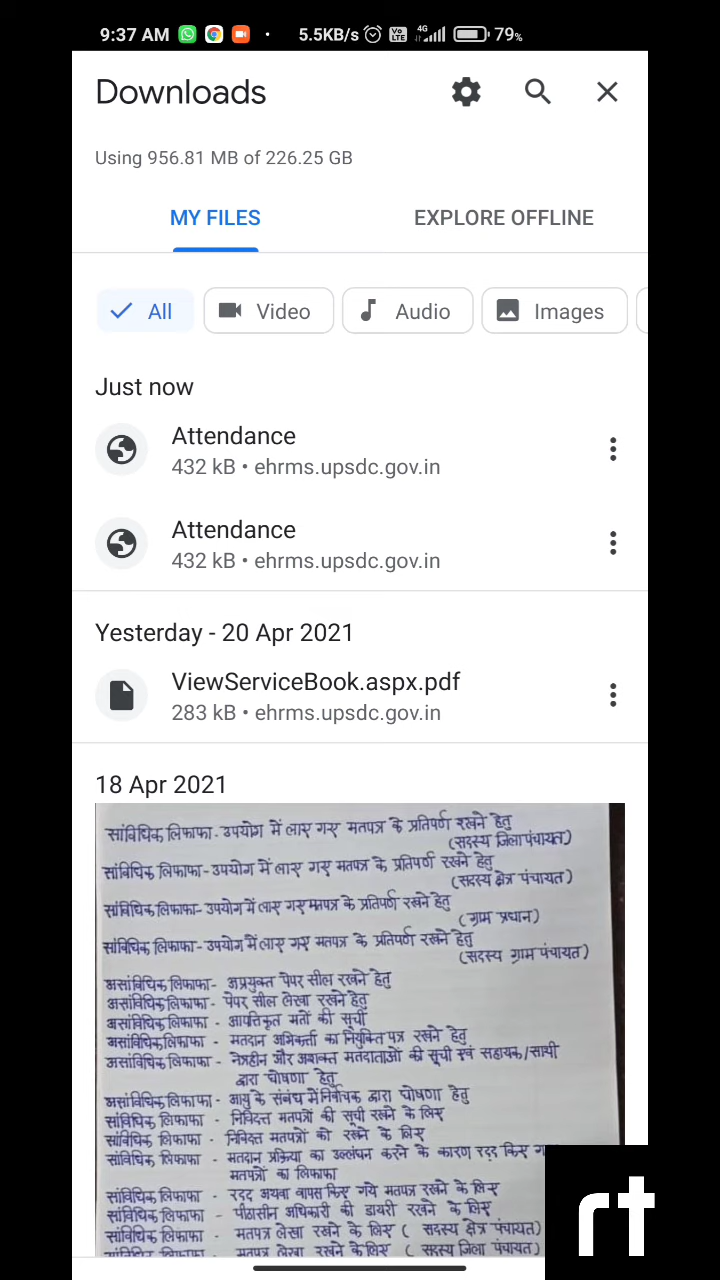 9:37 AM · 5.5KB/s Vo LTE 4G 79%
Downloads
Using 956.81 MB of 226.25 GB
MY FILES EXPLORE OFFLINE
All Video Audio Images
Just now
Attendance
432 kB • ehrms.upsdc.gov.in
Attendance
432 kB • ehrms.upsdc.gov.in
Yesterday - 20 Apr 2021
ViewServiceBook.aspx.pdf
283 kB • ehrms.upsdc.gov.in
18 Apr 2021
सांविधिक लिफाफा - उपयोग में लाए गए मतपत्र के प्रतिपर्ण रखने हेतु
(सदस्य जिला पंचायत)
सांविधिक लिफाफा - उपयोग में लाए गए मतपत्र के प्रतिपर्ण रखने हेतु
(सदस्य क्षेत्र पंचायत)
सांविधिक लिफाफा - उपयोग में लाए गए मतपत्र के प्रतिपर्ण रखने हेतु
(ग्राम प्रधान)
सांविधिक लिफाफा - उपयोग में लाए गए मतपत्र के प्रतिपर्ण रखने हेतु
(सदस्य ग्राम पंचायत)
असांविधिक लिफाफा - अप्रयुक्त पेपर सील रखने हेतु
असांविधिक लिफाफा - पेपर सील लेखा रखने हेतु
असांविधिक लिफाफा - आपत्तिकृत मतों की सूची
असांविधिक लिफाफा - मतदान अभिकर्ता का नियुक्ति पत्र रखने हेतु
असांविधिक लिफाफा - नेत्रहीन और अशक्त मतदाताओं की सूची एवं सहायक/साथी
द्वारा घोषणा हेतु
असांविधिक लिफाफा - आयु के संबंध में निर्वाचक द्वारा घोषणा हेतु
सांविधिक लिफाफा - निविदत्त मतपत्रों की सूची रखने के लिए
सांविधिक लिफाफा - निविदत्त मतपत्रों को रखने के लिए
सांविधिक लिफाफा - मतदान प्रक्रिया का उल्लंघन करने के कारण रद्द किए
मतपत्रों का लिफाफा
सांविधिक लिफाफा - रदद अथवा वापस किए गये मतपत्र रखने के लिए
सांविधिक लिफाफा - पीठासीन अधिकारी की डायरी रखने के लिए
सांविधिक लिफाफा - मतपत्र लेखा रखने के लिए ( सदस्य क्षेत्र पंचायत)
सांविधिक लिफाफा - मतपत्र लेखा रखने के लिए ( सदस्य जिला पंचायत)
rt